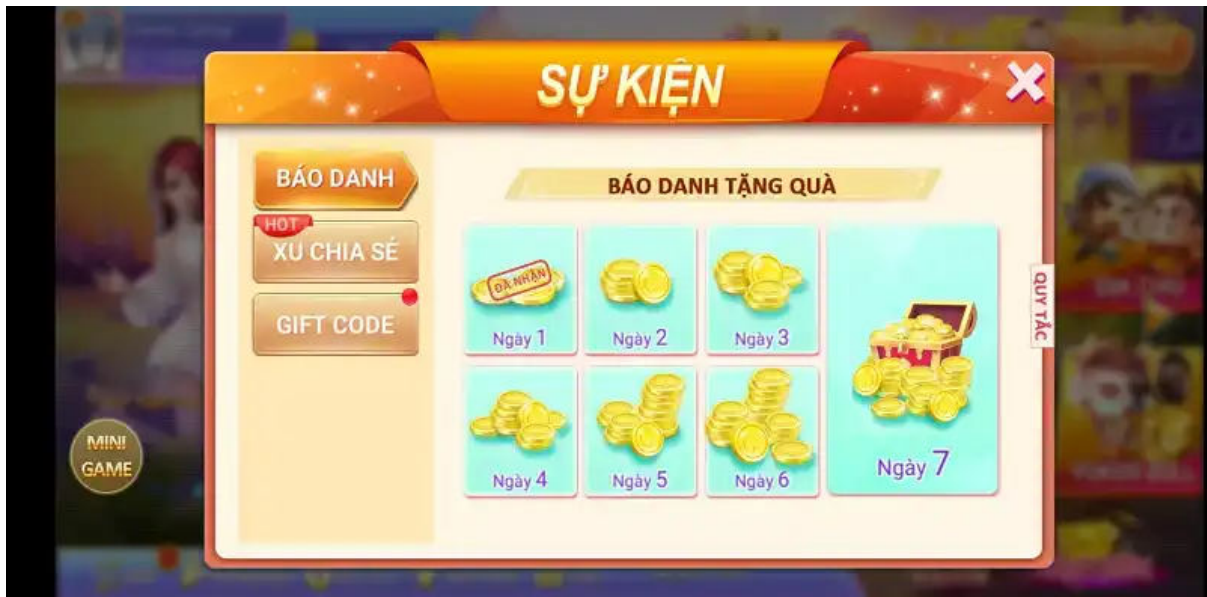 SỰ KIỆN
BÁO DANH
HOT
XU CHIA SẺ
GIFT CODE
BÁO DANH TẶNG QUÀ
ĐÃ NHẬN
Ngày 1
Ngày 2
Ngày 3
Ngày 4
Ngày 5
Ngày 6
Ngày 7
QUY TẮC
MINI
GAME